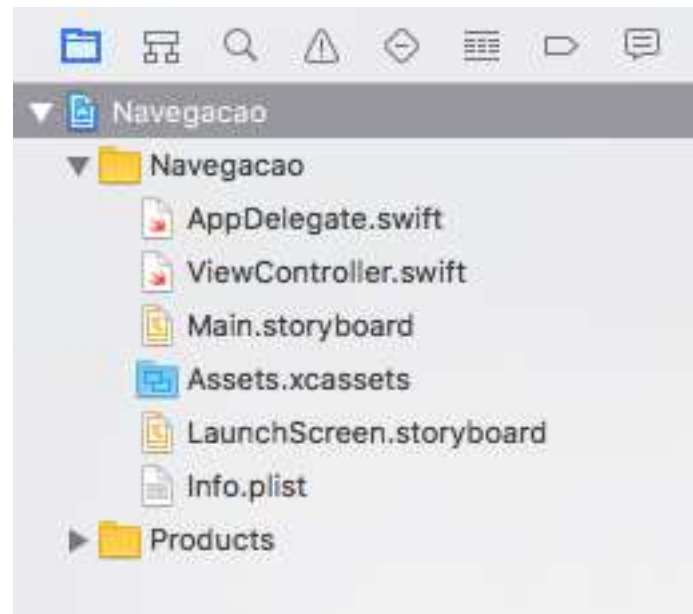 Navegacao
Navegacao
AppDelegate.swift
ViewController.swift
Main.storyboard
Assets.xcassets
LaunchScreen.storyboard
Info.plist
Products